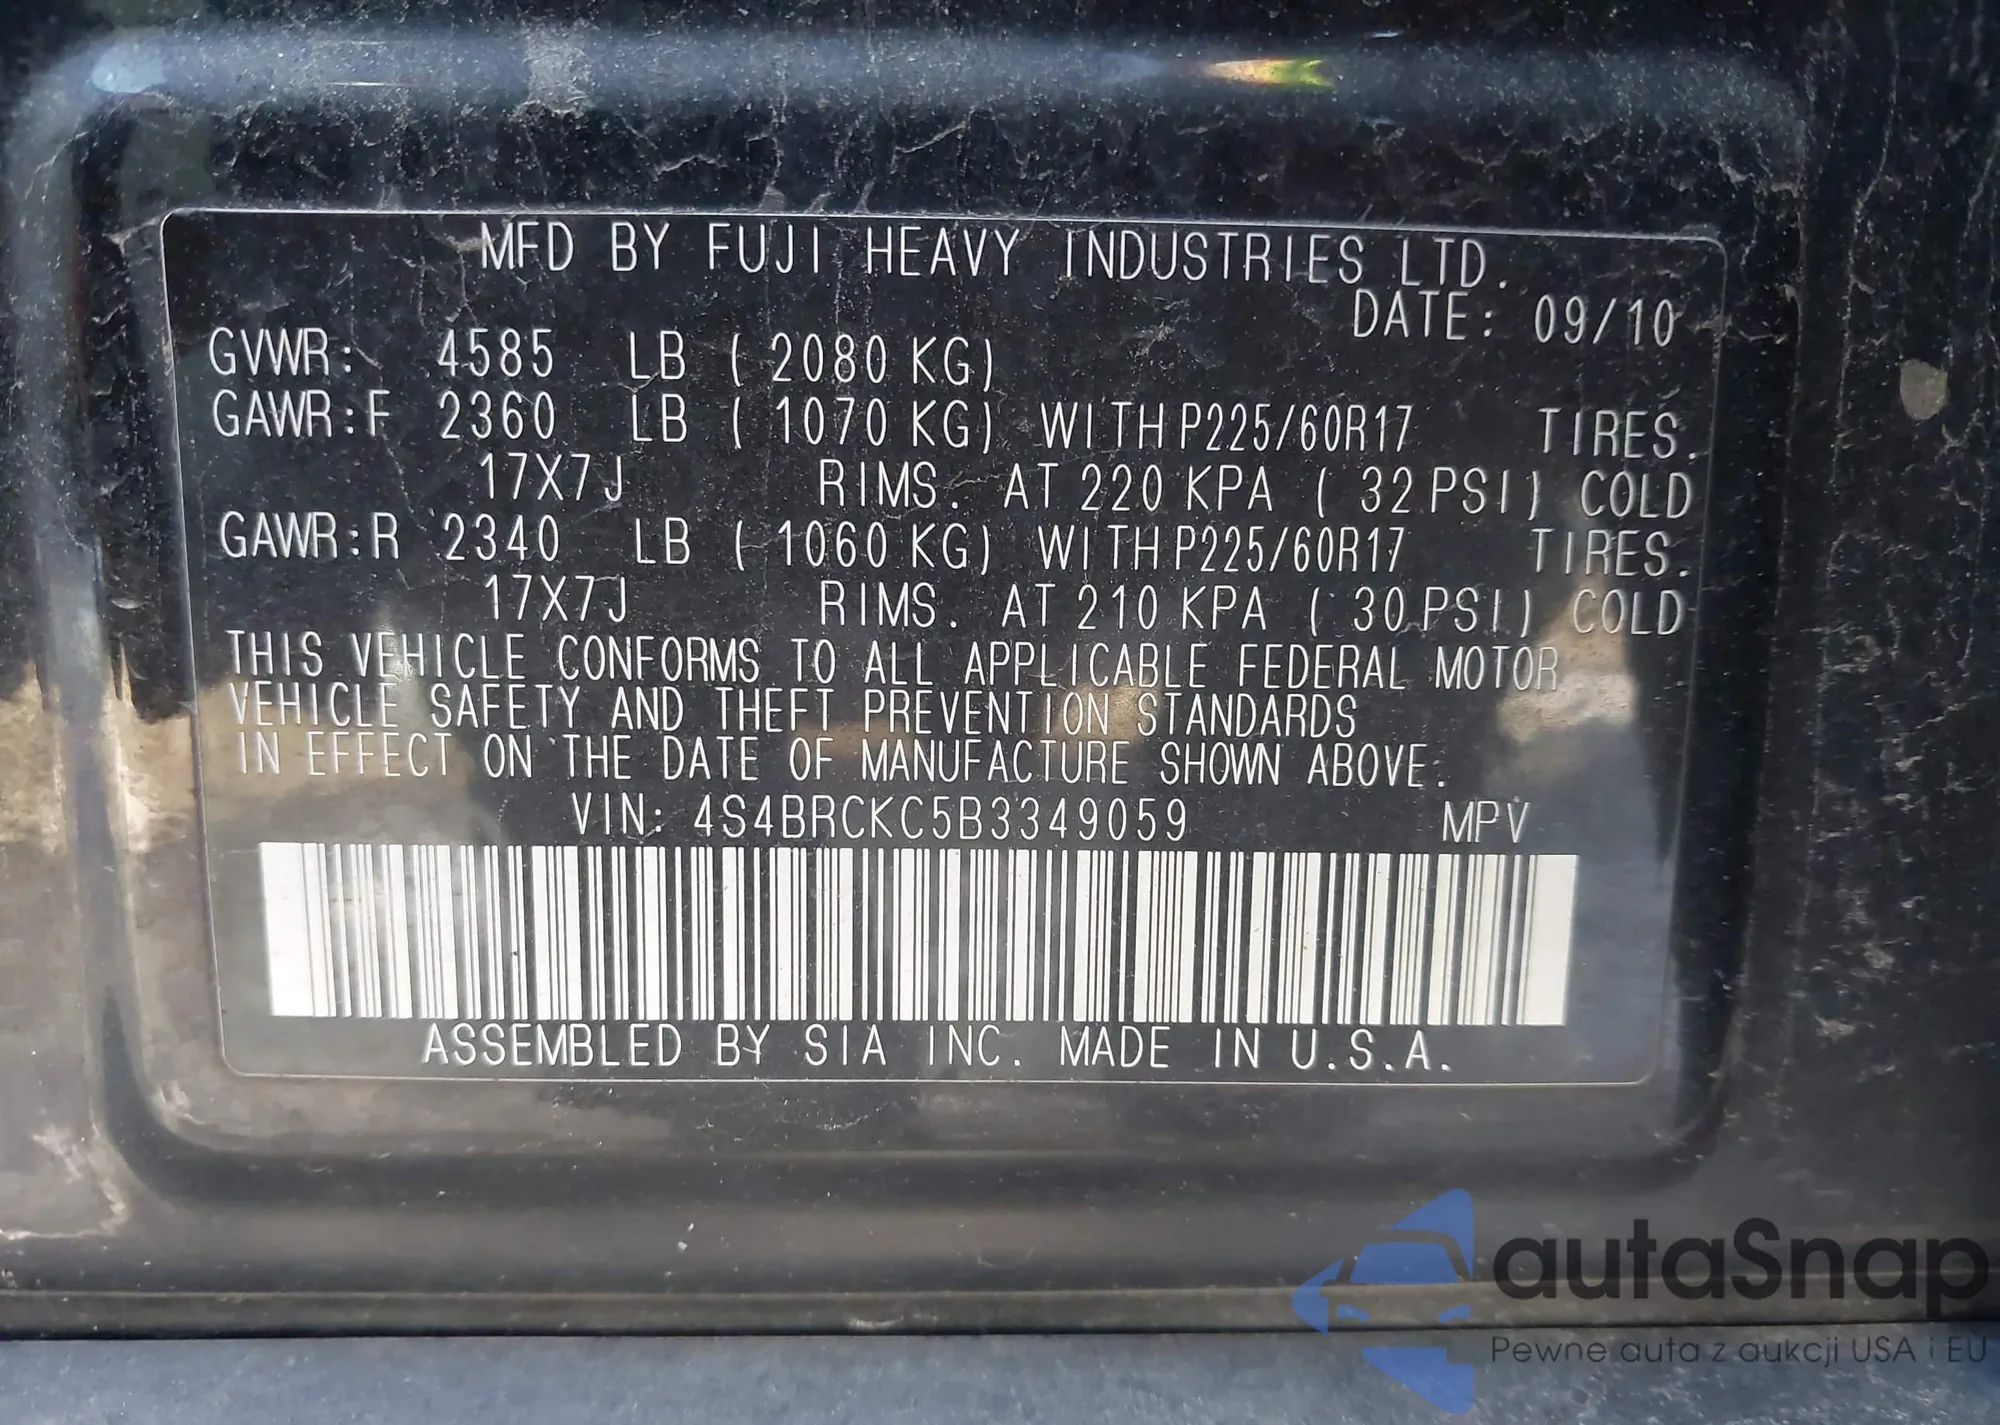 MFD BY FUJI HEAVY INDUSTRIES LTD.
DATE: 09/10
GVWR: 4585 LB ( 2080 KG)
GAWR:F 2360 LB ( 1070 KG) WITH P225/60R17 TIRES.
17X7J RIMS. AT 220 KPA ( 32 PSI) COLD
GAWR:R 2340 LB ( 1060 KG) WITH P225/60R17 TIRES.
17X7J RIMS. AT 210 KPA ( 30 PSI) COLD
THIS VEHICLE CONFORMS TO ALL APPLICABLE FEDERAL MOTOR
VEHICLE SAFETY AND THEFT PREVENTION STANDARDS
IN EFFECT ON THE DATE OF MANUFACTURE SHOWN ABOVE.
VIN: 4S4BRCKC5B3349059 MPV
ASSEMBLED BY SIA INC. MADE IN U.S.A.
autaSnap
Pewne auta z aukcji USA i EU